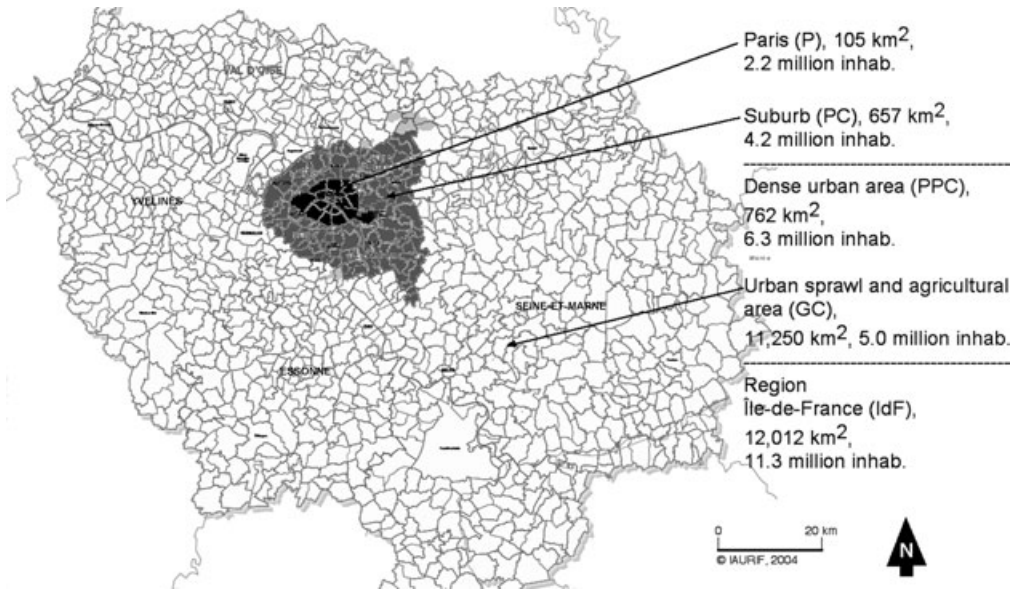 Paris (P), 105 km²,
2.2 million inhab.
Suburb (PC), 657 km²,
4.2 million inhab.
Dense urban area (PPC),
762 km²,
6.3 million inhab.
Urban sprawl and agricultural
area (GC),
11,250 km², 5.0 million inhab.
Region
Île-de-France (IdF),
12,012 km²,
11.3 million inhab.
VAL D'OISE
YVELINES
SEINE-ET-MARNE
ESSONNE
0 20 km
© IAURIF, 2004
N